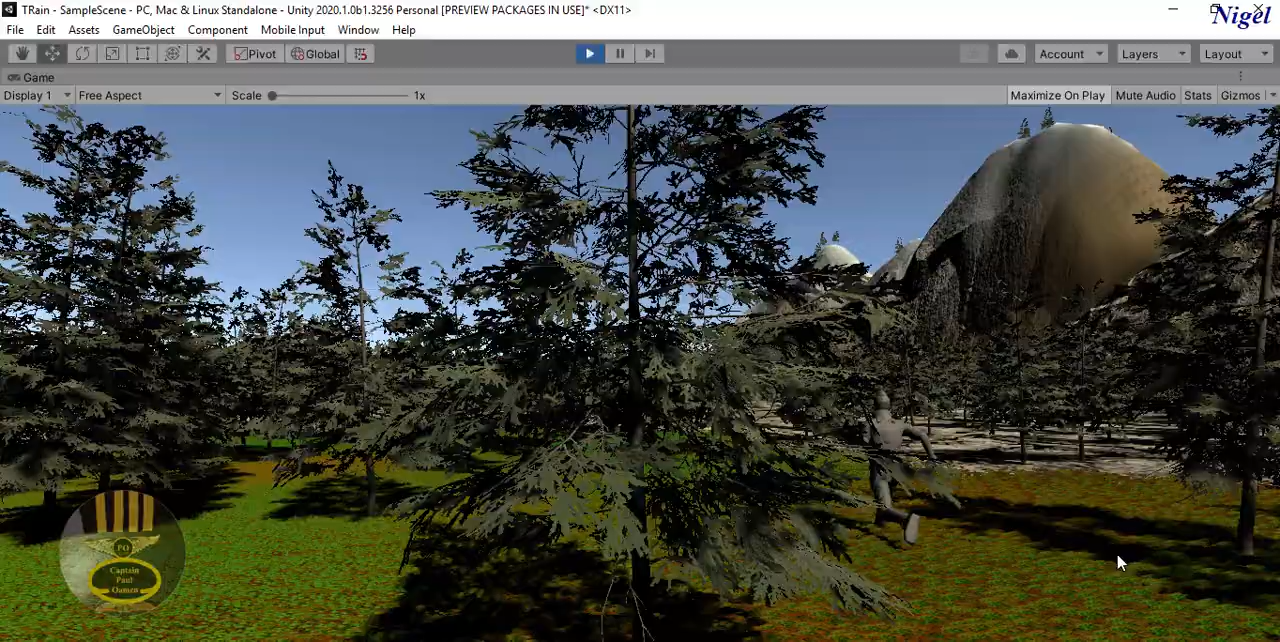 TRain - SampleScene - PC, Mac & Linux Standalone - Unity 2020.1.0b1.3256 Personal [PREVIEW PACKAGES IN USE]* <DX11>
Nigel
File Edit Assets GameObject Component Mobile Input Window Help
Pivot Global Account Layers Layout
Game
Display 1 Free Aspect Scale 1x Maximize On Play Mute Audio Stats Gizmos
PO
Captain
Paul
Oamen